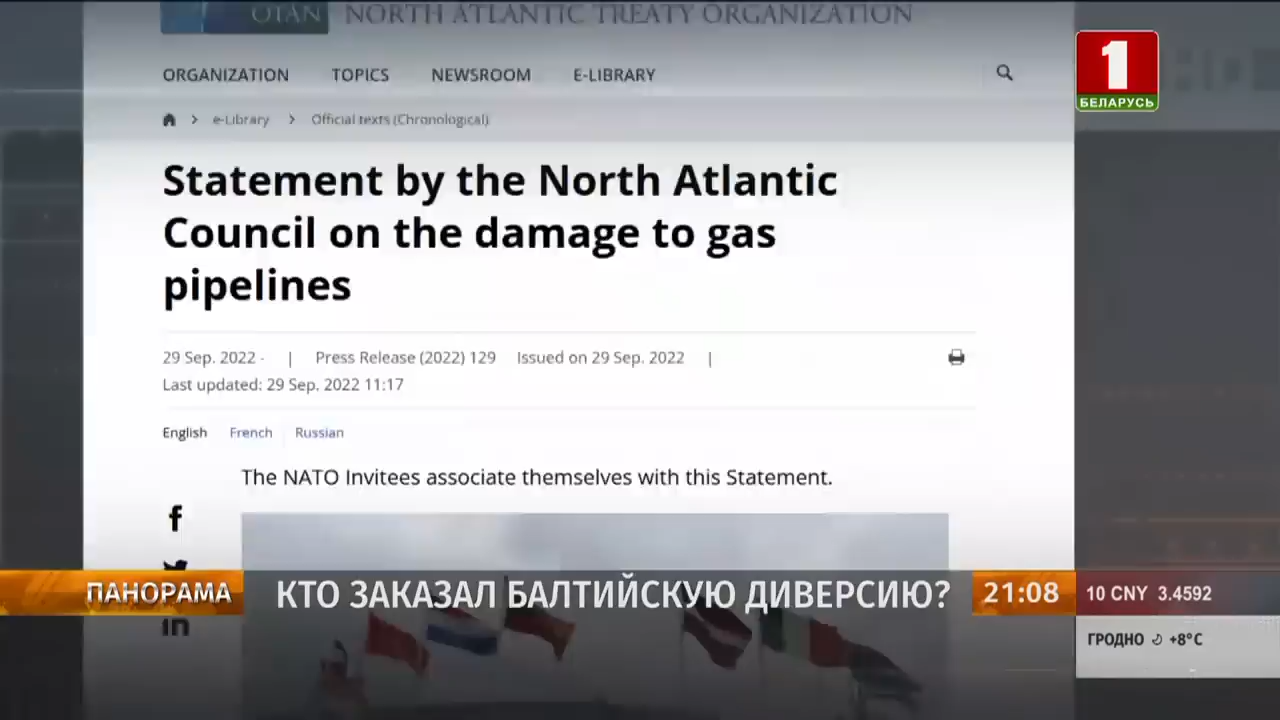 OTAN
NORTH ATLANTIC TREATY ORGANIZATION
ORGANIZATION TOPICS NEWSROOM E-LIBRARY
1
БЕЛАРУСЬ
e-Library > Official texts (Chronological)
Statement by the North Atlantic
Council on the damage to gas
pipelines
29 Sep. 2022 - | Press Release (2022) 129 Issued on 29 Sep. 2022 |
Last updated: 29 Sep. 2022 11:17
English French Russian
The NATO Invitees associate themselves with this Statement.
f
ПАНОРАМА
КТО ЗАКАЗАЛ БАЛТИЙСКУЮ ДИВЕРСИЮ?
21:08
10 CNY 3.4592
in
ГРОДНО +8°C